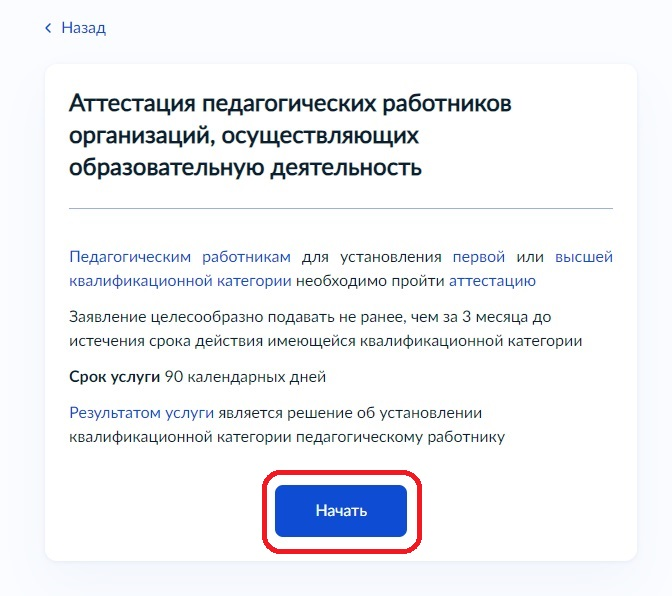 Назад
Аттестация педагогических работников
организаций, осуществляющих
образовательную деятельность
Педагогическим работникам для установления первой или высшей
квалификационной категории необходимо пройти аттестацию
Заявление целесообразно подавать не ранее, чем за 3 месяца до
истечения срока действия имеющейся квалификационной категории
Срок услуги 90 календарных дней
Результатом услуги является решение об установлении
квалификационной категории педагогическому работнику
Начать